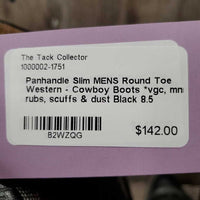 The Tack Collector
1000002-1751
Panhandle Slim MENS Round Toe
Western - Cowboy Boots *vgc, mnr
rubs, scuffs & dust Black 8.5
82WZQG
$142.00